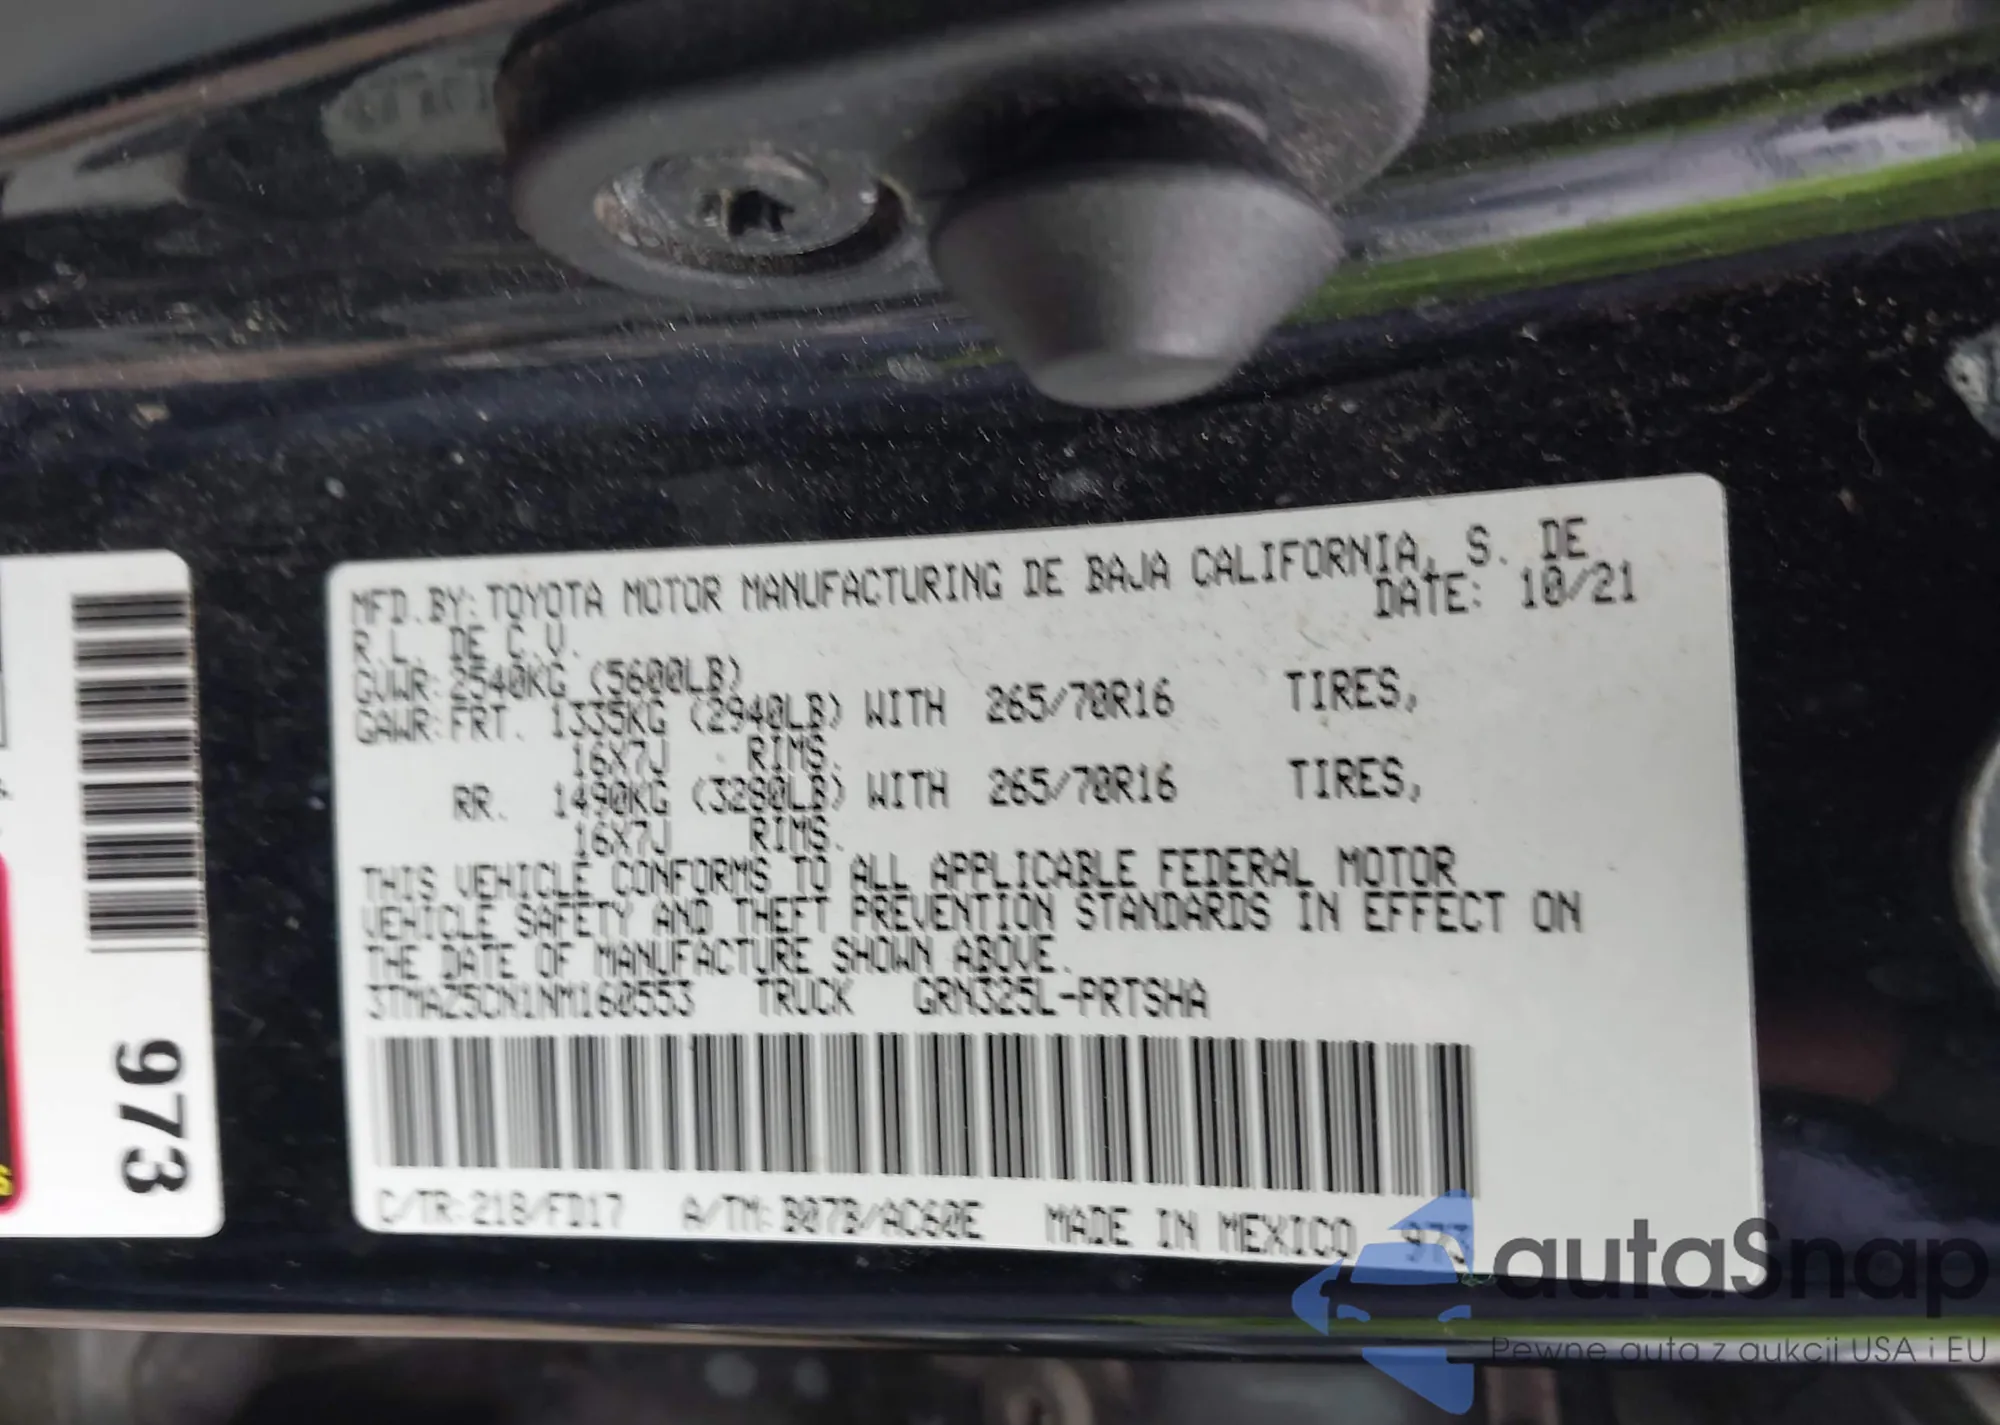 MFD.BY: TOYOTA MOTOR MANUFACTURING DE BAJA CALIFORNIA, S. DE
R.L. DE C.V.
DATE: 10/21
GVWR: 2540KG (5600LB)
GAWR: FRT. 1335KG (2940LB) WITH 265/70R16 TIRES,
16X7J RIMS.
RR. 1490KG (3280LB) WITH 265/70R16 TIRES,
16X7J RIMS.
THIS VEHICLE CONFORMS TO ALL APPLICABLE FEDERAL MOTOR
VEHICLE SAFETY AND THEFT PREVENTION STANDARDS IN EFFECT ON
THE DATE OF MANUFACTURE SHOWN ABOVE.
3TMAZ5CN1NM160553 TRUCK GRN325L-PRTSHA
C/TR: 218/FD17 A/TM: B07B/AC60E MADE IN MEXICO 973
973
autaSnap
Pewne auta z aukcji USA i EU